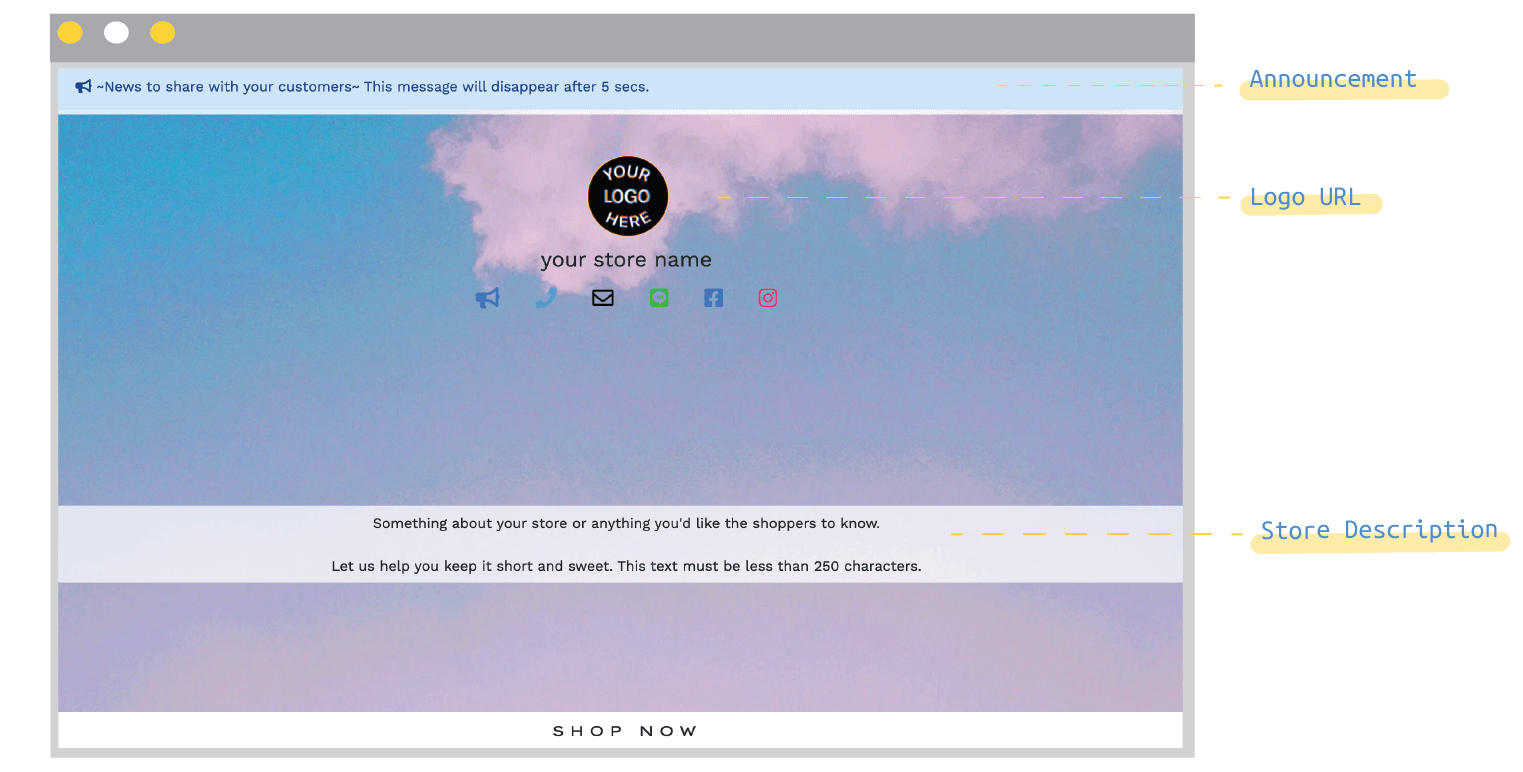 ~News to share with your customers~ This message will disappear after 5 secs.
Announcement
YOUR
LOGO
HERE
Logo URL
your store name
Something about your store or anything you'd like the shoppers to know.
Store Description
Let us help you keep it short and sweet. This text must be less than 250 characters.
SHOP NOW